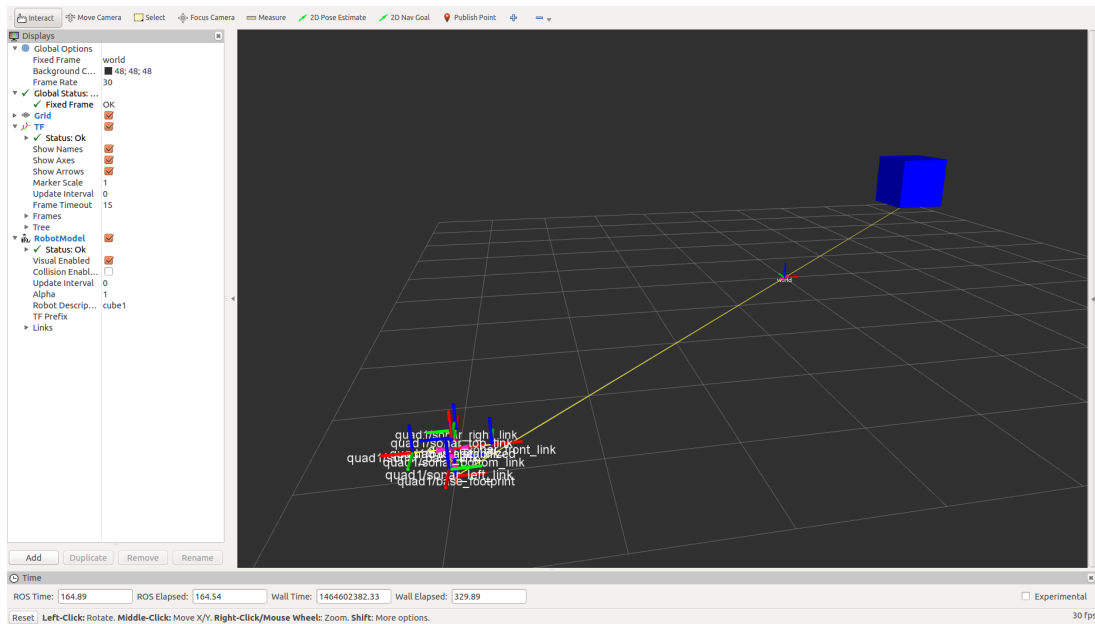 Interact Move Camera Select Focus Camera Measure 2D Pose Estimate 2D Nav Goal Publish Point
Displays
Global Options
Fixed Frame world
Background C... 48; 48; 48
Frame Rate 30
Global Status: ...
Fixed Frame OK
Grid
TF
Status: Ok
Show Names
Show Axes
Show Arrows
Marker Scale 1
Update Interval 0
Frame Timeout 15
Frames
Tree
RobotModel
Status: Ok
Visual Enabled
Collision Enabl...
Update Interval 0
Alpha 1
Robot Descrip... cube1
TF Prefix
Links
world
quad1/sonar_right_link
quad1/sonar_top_link
quad1/sonar_bottom_link
quad1/sonar_left_link
quad1/base_footprint
Add Duplicate Remove Rename
Time
ROS Time: 164.89 ROS Elapsed: 164.54 Wall Time: 1464602382.33 Wall Elapsed: 329.89 Experimental
Reset Left-Click: Rotate. Middle-Click: Move X/Y. Right-Click/Mouse Wheel: Zoom. Shift: More options. 30 fps